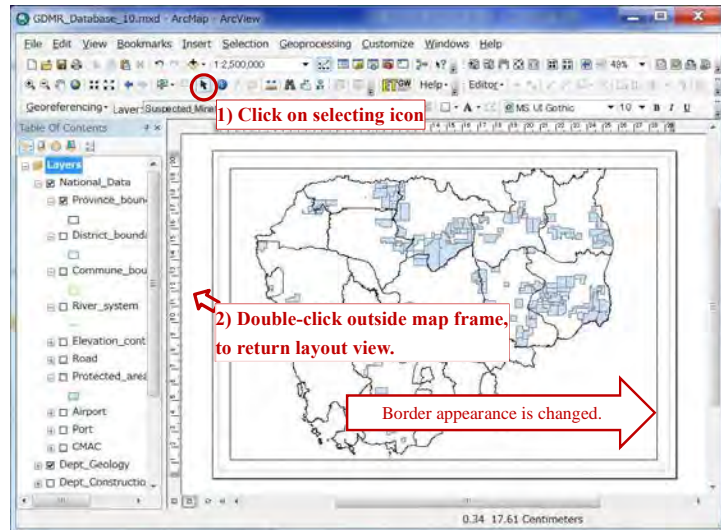 GDMR_Database_10.mxd - ArcMap - ArcView
File Edit View Bookmarks Insert Selection Geoprocessing Customize Windows Help
1:2,500,000
49%
Help
Editor
Georeferencing Layer: Suspected_Mine
MS UI Gothic
10
B I U
1) Click on selecting icon
Table Of Contents
Layers
National_Data
Province_boun
District_bounda
Commune_bou
River_system
Elevation_cont
Road
Protected_area
Airport
Port
CMAC
Dept_Geology
Dept_Constructio
2) Double-click outside map frame,
to return layout view.
Border appearance is changed.
0.34 17.61 Centimeters